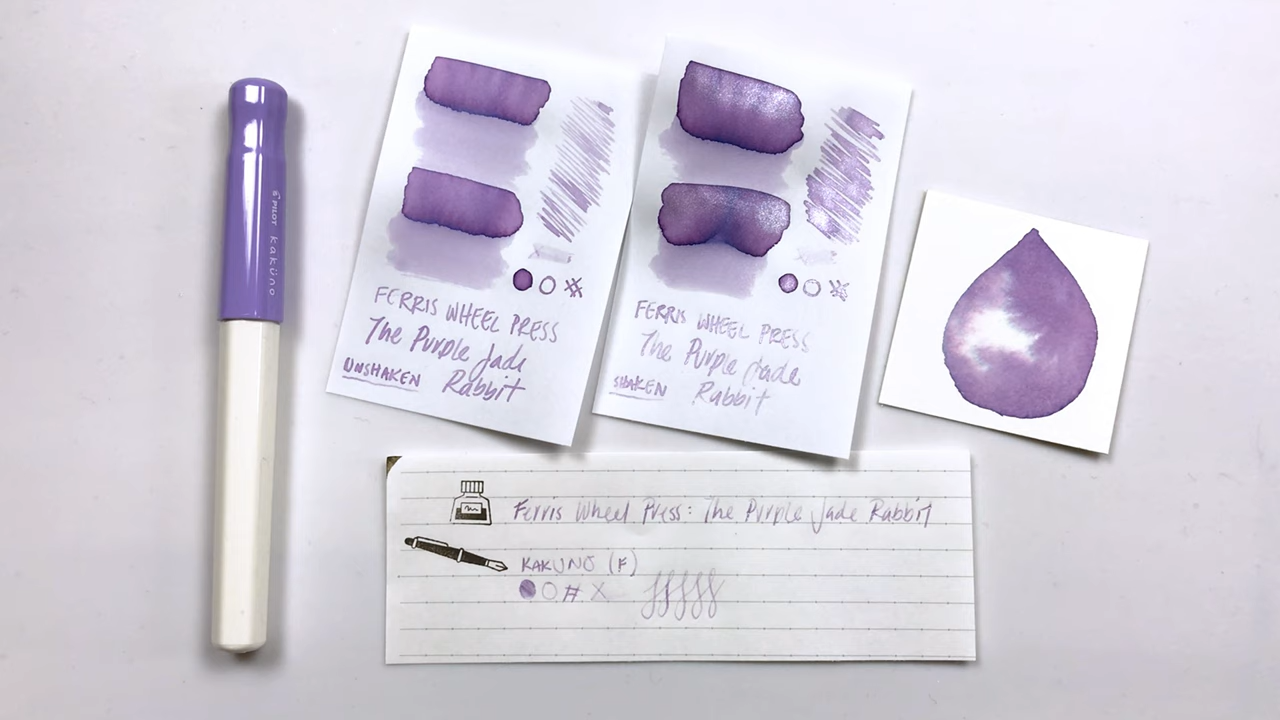 PILOT kaküno
FERRIS WHEEL PRESS
The Purple Jade
UNSHAKEN Rabbit
FERRIS WHEEL PRESS
The Purple Jade
SHAKEN Rabbit
Ferris Wheel Press: The Purple Jade Rabbit
KAKUNO (F)